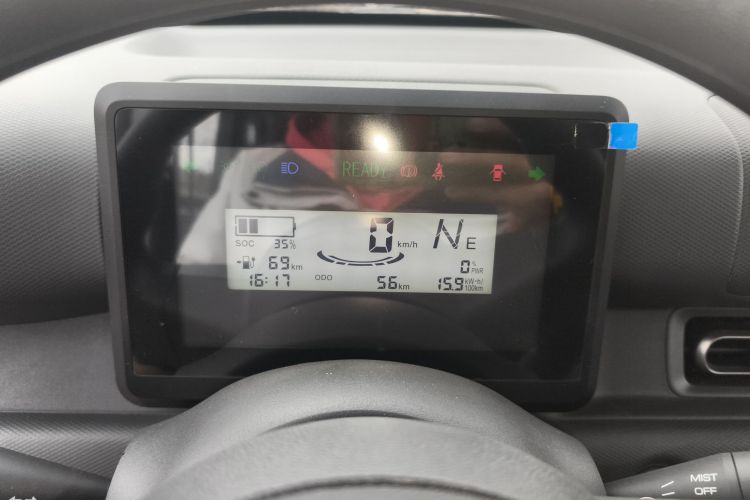 READY
0 km/h N E
SOC 35%
69 km
0 % PWR
16:17 ODO 56 km 15.9 kW·h/100km
MIST
OFF